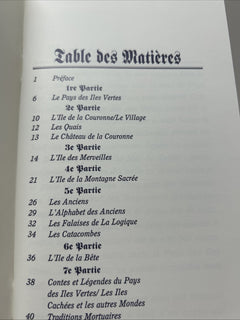 Table des Matières
1 Préface
1re Partie
6 Le Pays des Iles Vertes
2e Partie
10 L'Ile de la Couronne/Le Village
12 Les Quais
13 Le Château de la Couronne
3e Partie
14 L'Ile des Merveilles
4e Partie
21 L'Ile de la Montagne Sacrée
5e Partie
26 Les Anciens
29 L'Alphabet des Anciens
32 Les Falaises de La Logique
34 Les Catacombes
6e Partie
36 L'Ile de la Bête
7e Partie
38 Contes et Légendes du Pays
des Iles Vertes/ Les Iles
Cachées et les autres Mondes
40 Traditions Mortuaires